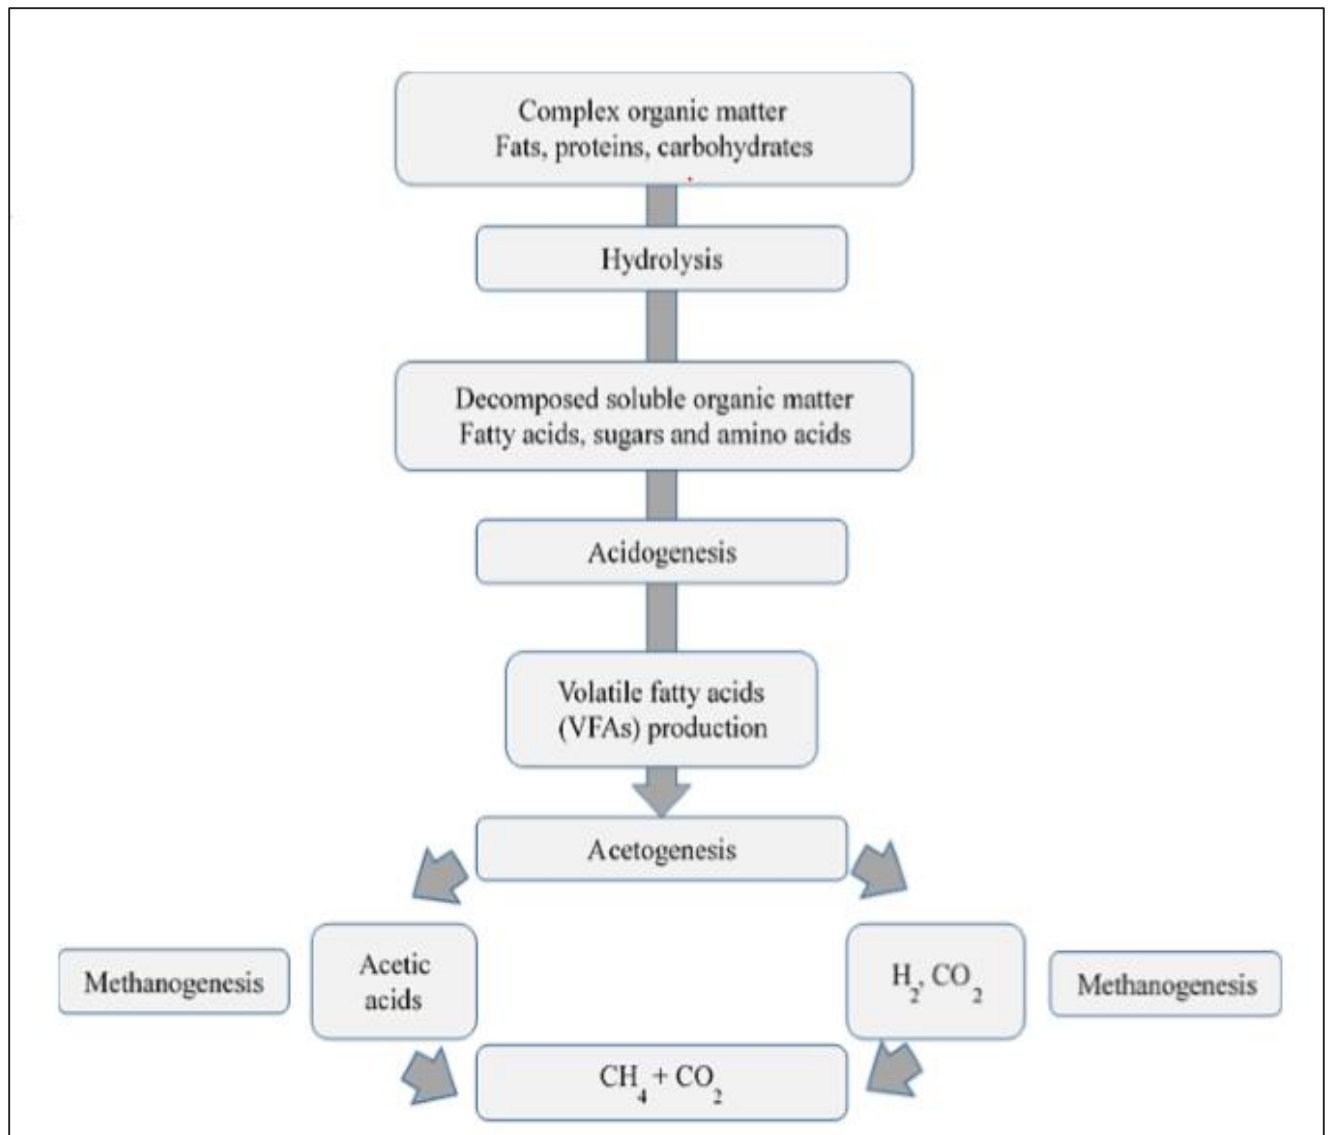 Complex organic matter
Fats, proteins, carbohydrates
Hydrolysis
Decomposed soluble organic matter
Fatty acids, sugars and amino acids
Acidogenesis
Volatile fatty acids
(VFAs) production
Acetogenesis
Methanogenesis
Acetic
acids
H₂, CO₂
Methanogenesis
CH₄ + CO₂